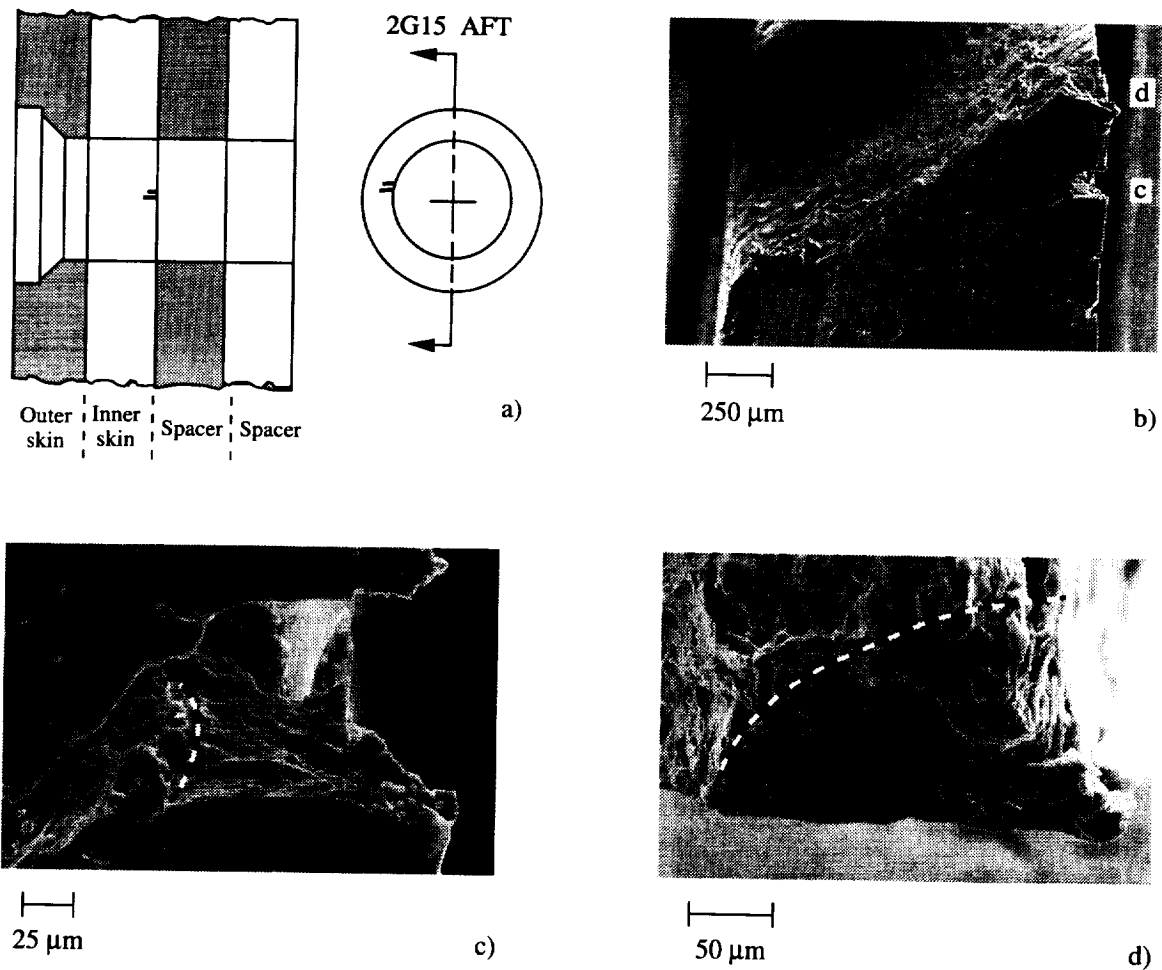 2G15 AFT
Outer skin
Inner skin
Spacer
Spacer
a)
d
c
250 µm
b)
25 µm
c)
50 µm
d)